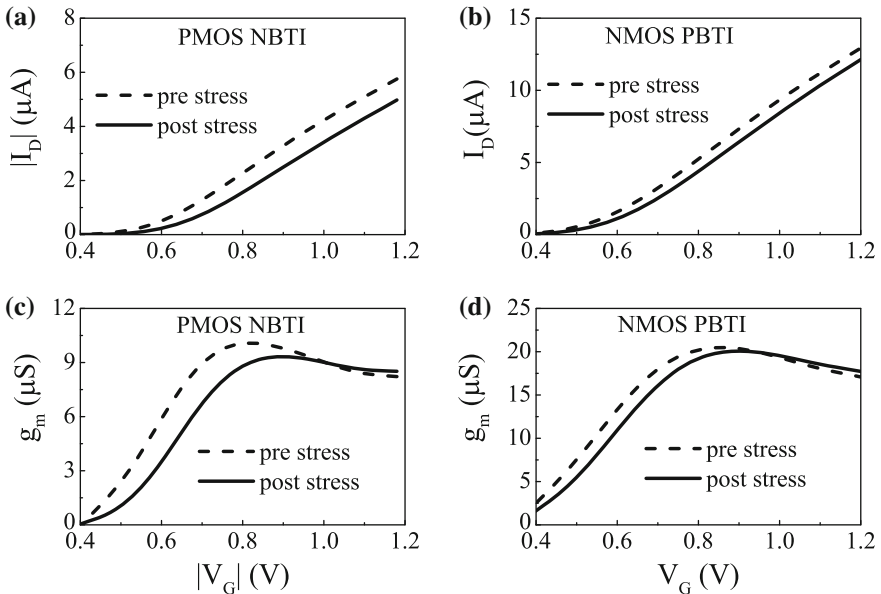 (a)
PMOS NBTI
pre stress
post stress
|I_D| (μA)
8
6
4
2
0
0.4 0.6 0.8 1.0 1.2
(b)
NMOS PBTI
pre stress
post stress
I_D(μA)
15
10
5
0
0.4 0.6 0.8 1.0 1.2
(c)
PMOS NBTI
pre stress
post stress
g_m (μS)
12
9
6
3
0
0.4 0.6 0.8 1.0 1.2
|V_G| (V)
(d)
NMOS PBTI
pre stress
post stress
g_m (μS)
25
20
15
10
5
0
0.4 0.6 0.8 1.0 1.2
V_G (V)